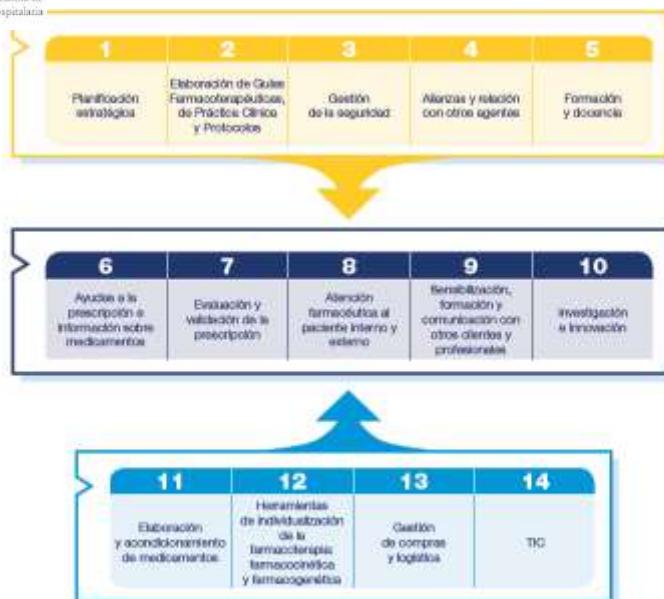 1
2
3
4
5
Planificación
estratégica
Elaboración de Guías
Farmacoterapéuticas,
de Práctica Clínica
y Protocolos
Gestión
de la seguridad
Alianzas y relación
con otros agentes
Formación
y docencia
6
7
8
9
10
Ayudas a la
prescripción e
información sobre
medicamentos
Evaluación y
validación de la
prescripción
Atención
farmacéutica al
paciente interno y
externo
Sensibilización,
formación y
comunicación con
otros clientes y
profesionales
Investigación
e Innovación
11
12
13
14
Elaboración
y acondicionamiento
de medicamentos
Herramientas
de individualización
de la
farmacoterapia:
farmacocinética
y farmacogenética
Gestión
de compras
y logística
TIC